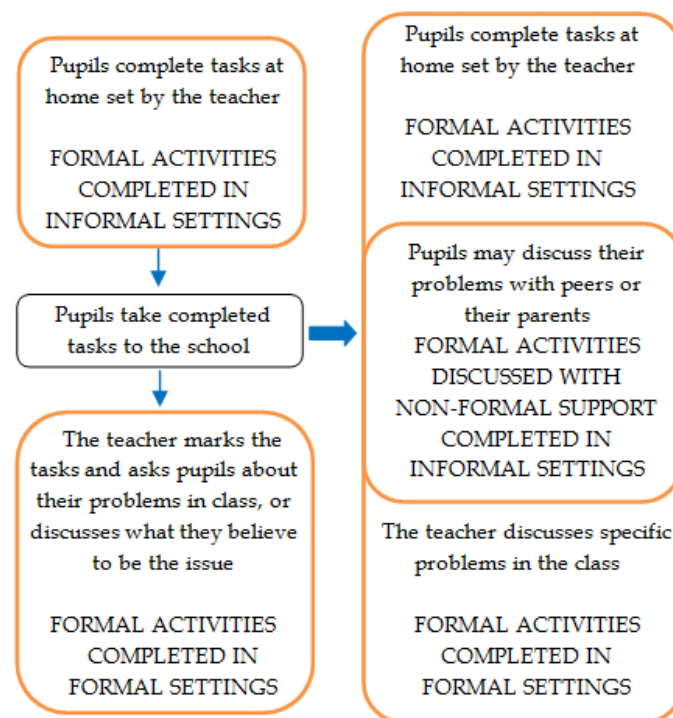 Pupils complete tasks at
home set by the teacher
FORMAL ACTIVITIES
COMPLETED IN
INFORMAL SETTINGS
Pupils take completed
tasks to the school
The teacher marks the
tasks and asks pupils about
their problems in class, or
discusses what they believe
to be the issue
FORMAL ACTIVITIES
COMPLETED IN
FORMAL SETTINGS
Pupils complete tasks at
home set by the teacher
FORMAL ACTIVITIES
COMPLETED IN
INFORMAL SETTINGS
Pupils may discuss their
problems with peers or
their parents
FORMAL ACTIVITIES
DISCUSSED WITH
NON-FORMAL SUPPORT
COMPLETED IN
INFORMAL SETTINGS
The teacher discusses specific
problems in the class
FORMAL ACTIVITIES
COMPLETED IN
FORMAL SETTINGS